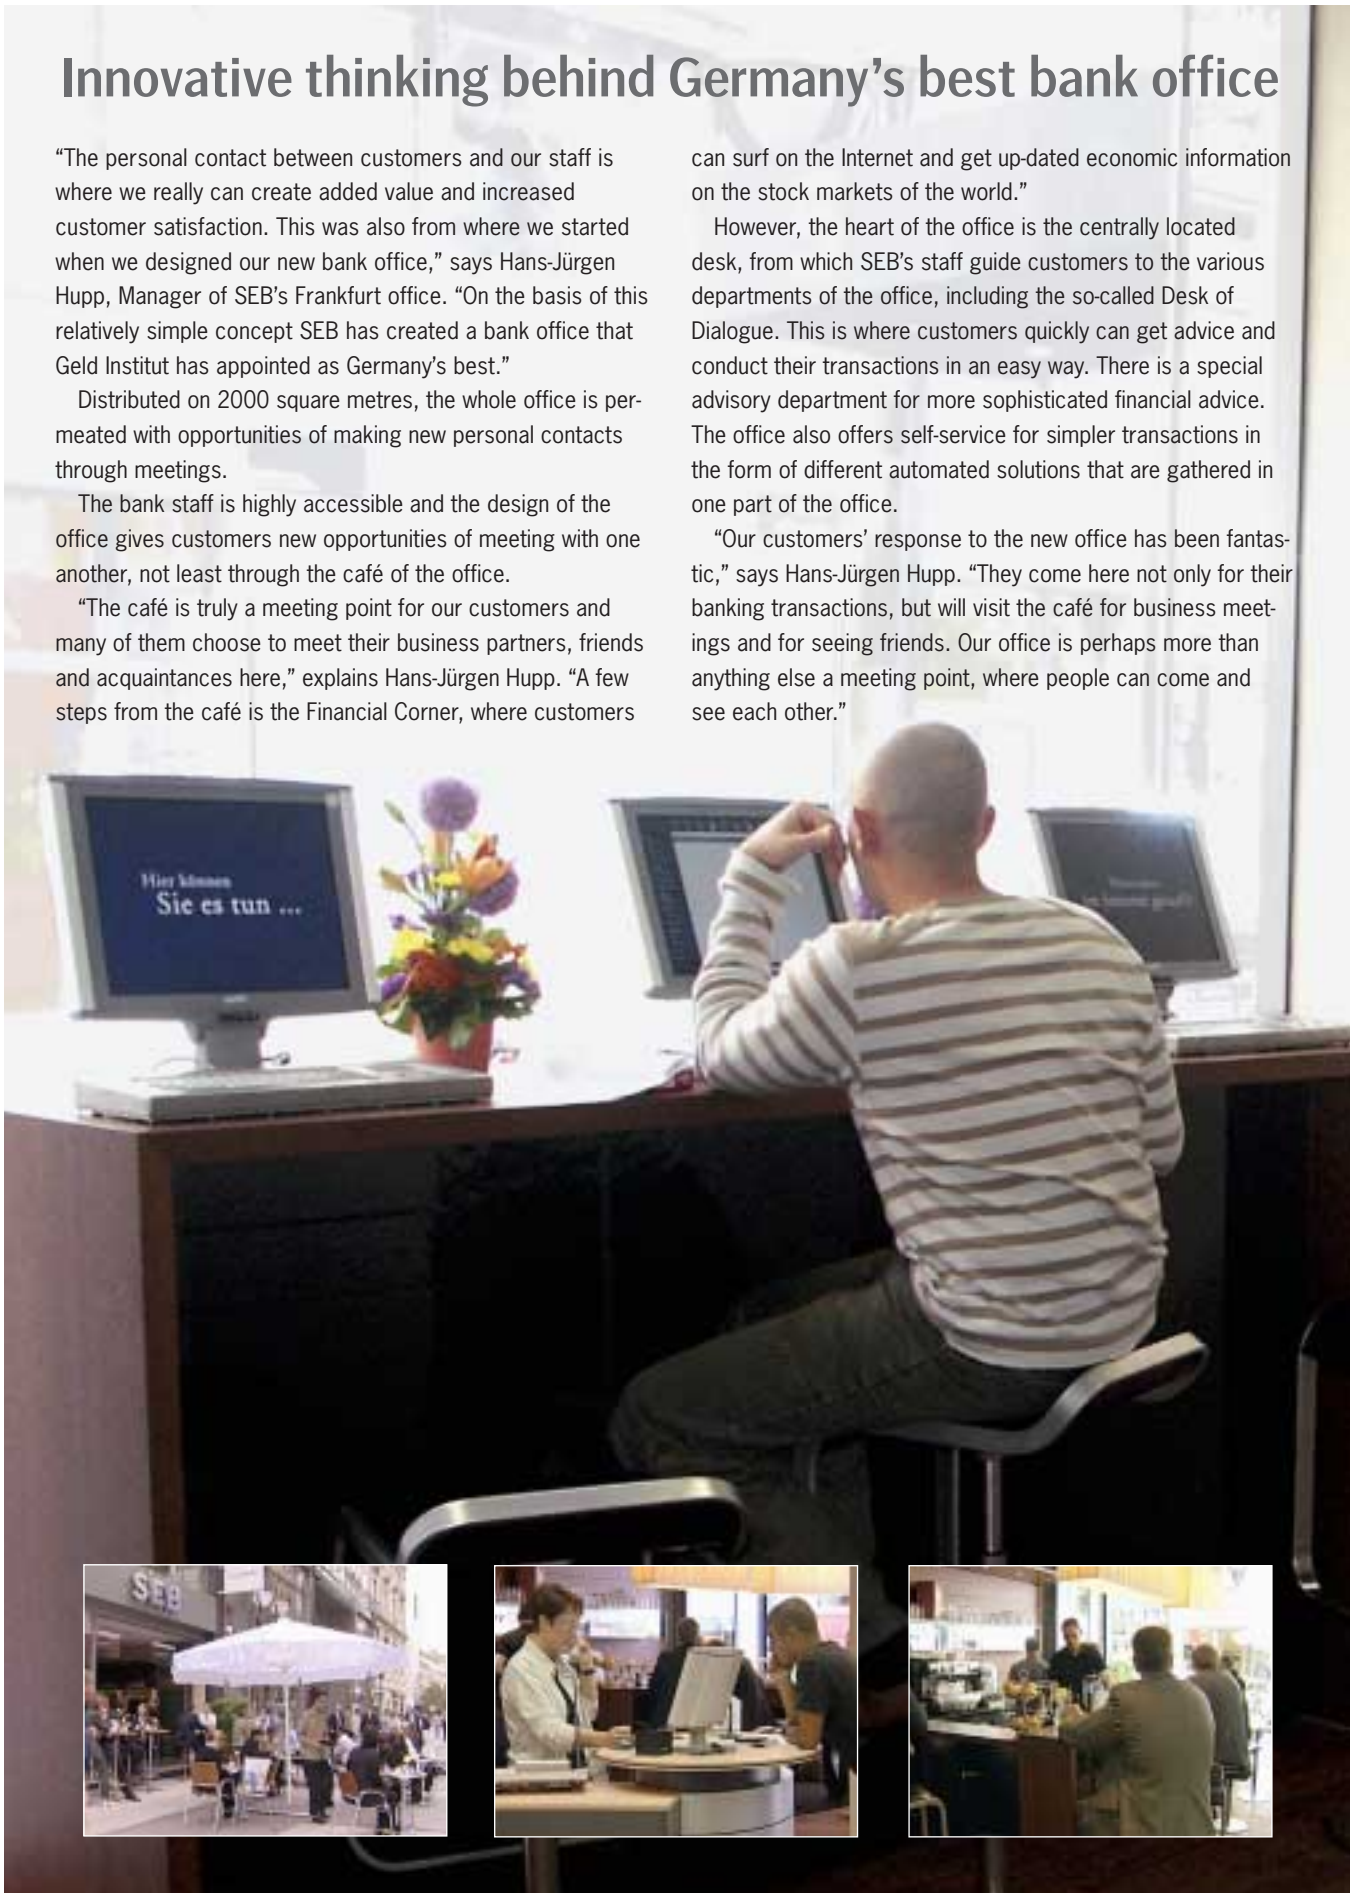 Innovative thinking behind Germany’s best bank office
“The personal contact between customers and our staff is
where we really can create added value and increased
customer satisfaction. This was also from where we started
when we designed our new bank office,” says Hans-Jürgen
Hupp, Manager of SEB’s Frankfurt office. “On the basis of this
relatively simple concept SEB has created a bank office that
Geld Institut has appointed as Germany’s best.”
Distributed on 2000 square metres, the whole office is per-
meated with opportunities of making new personal contacts
through meetings.
The bank staff is highly accessible and the design of the
office gives customers new opportunities of meeting with one
another, not least through the café of the office.
“The café is truly a meeting point for our customers and
many of them choose to meet their business partners, friends
and acquaintances here,” explains Hans-Jürgen Hupp. “A few
steps from the café is the Financial Corner, where customers
can surf on the Internet and get up-dated economic information
on the stock markets of the world.”
However, the heart of the office is the centrally located
desk, from which SEB’s staff guide customers to the various
departments of the office, including the so-called Desk of
Dialogue. This is where customers quickly can get advice and
conduct their transactions in an easy way. There is a special
advisory department for more sophisticated financial advice.
The office also offers self-service for simpler transactions in
the form of different automated solutions that are gathered in
one part of the office.
“Our customers’ response to the new office has been fantas-
tic,” says Hans-Jürgen Hupp. “They come here not only for their
banking transactions, but will visit the café for business meet-
ings and for seeing friends. Our office is perhaps more than
anything else a meeting point, where people can come and
see each other.”
Hier können
Sie es tun ...
SEB